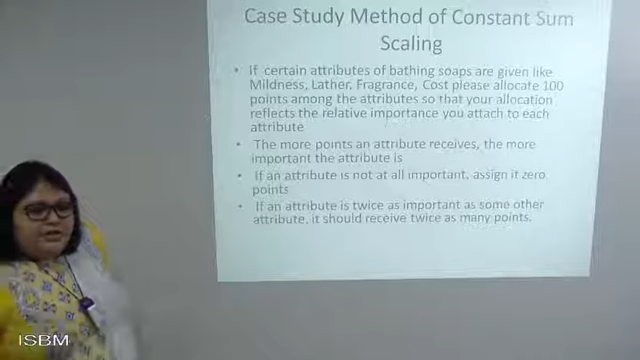 Case Study Method of Constant Sum
Scaling
• If certain attributes of bathing soaps are given like
Mildness, Lather, Fragrance, Cost please allocate 100
points among the attributes so that your allocation
reflects the relative importance you attach to each
attribute
• The more points an attribute receives, the more
important the attribute is
• If an attribute is not at all important, assign it zero
points
• If an attribute is twice as important as some other
attribute, it should receive twice as many points.
ISBM